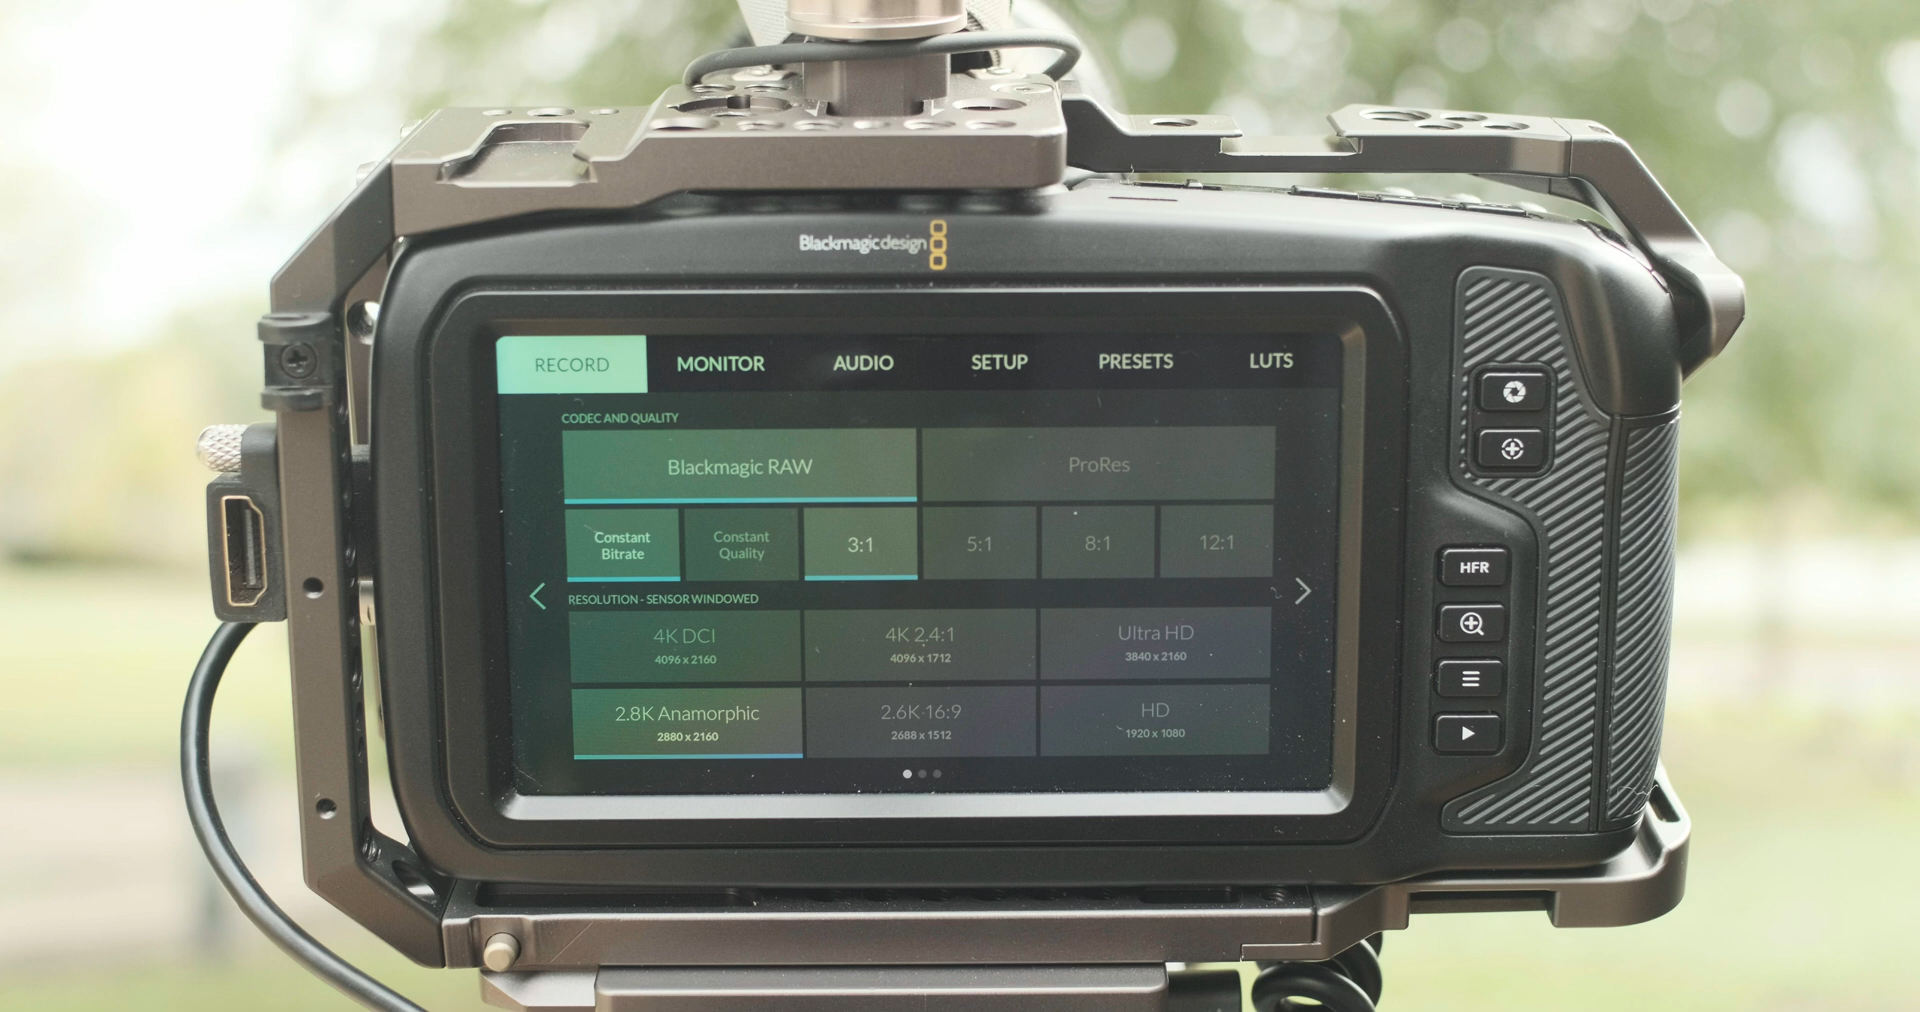 Blackmagicdesign
RECORD MONITOR AUDIO SETUP PRESETS LUTS
CODEC AND QUALITY
Blackmagic RAW ProRes
Constant Bitrate Constant Quality 3:1 5:1 8:1 12:1
RESOLUTION - SENSOR WINDOWED
4K DCI 4K 2.4:1 Ultra HD
4096 x 2160 4096 x 1712 3840 x 2160
2.8K Anamorphic 2.6K 16:9 HD
2880 x 2160 2688 x 1512 1920 x 1080
HFR